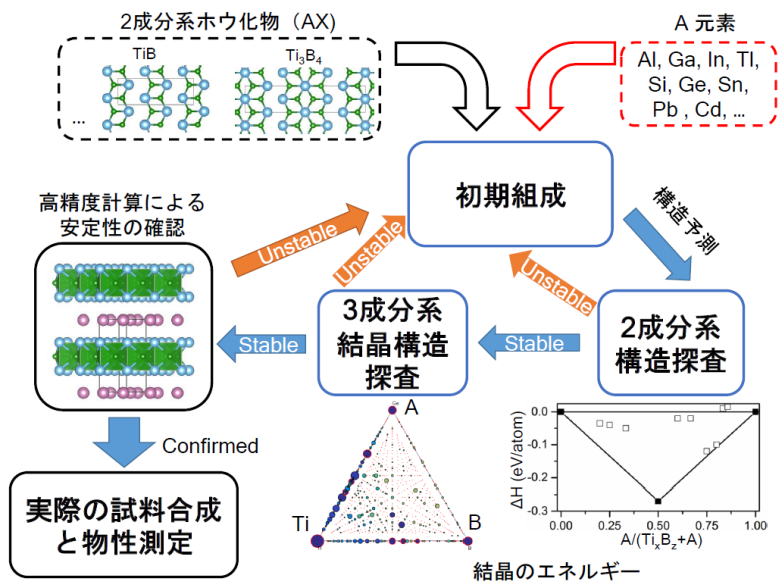 2成分系ホウ化物（AX）
A 元素
TiB
Ti₃B₄
...
Al, Ga, In, Tl,
Si, Ge, Sn,
Pb , Cd, ...
初期組成
高精度計算による
安定性の確認
構造予測
Unstable
Unstable
Unstable
3成分系
結晶構造
探査
2成分系
構造探査
Stable
Stable
Confirmed
実際の試料合成
と物性測定
A
Ti
B
ΔH (eV/atom)
0.0
-0.1
-0.2
-0.3
0.00
0.25
0.50
0.75
1.00
A/(TiₓB_z+A)
結晶のエネルギー